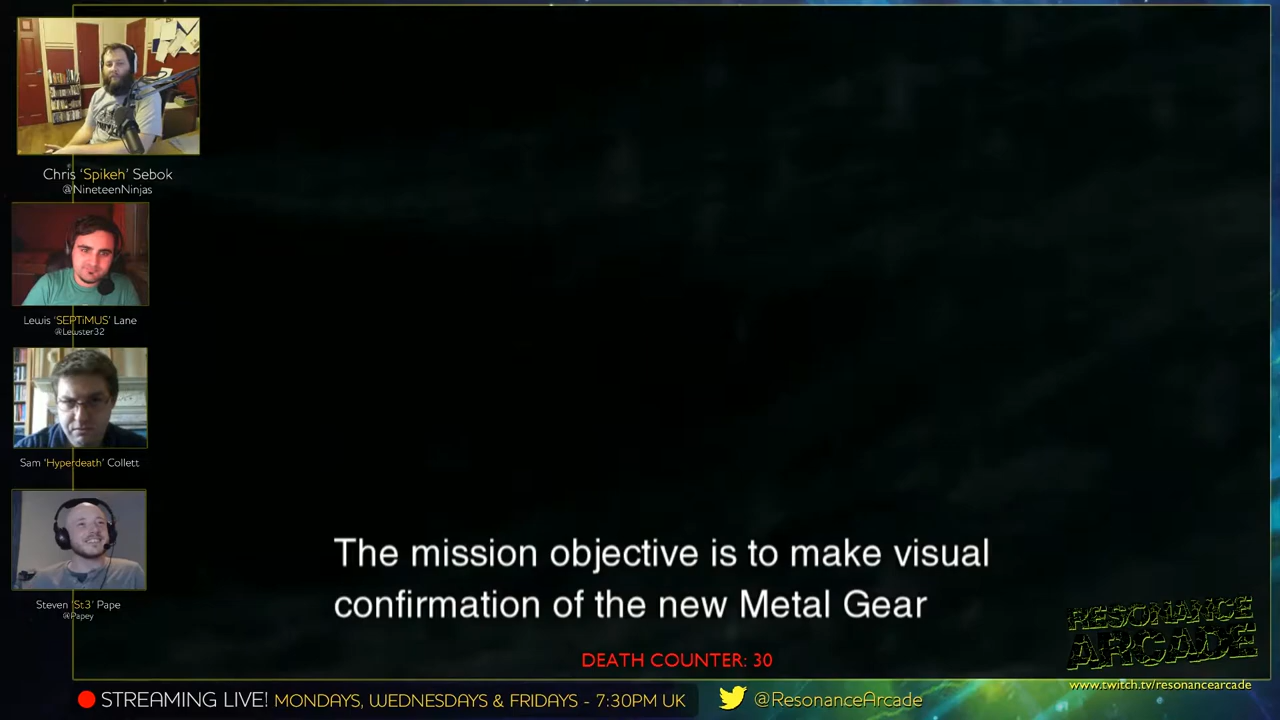 Chris 'Spikeh' Sebok
@NineteenNinjas
Lewis 'SEPTiMUS' Lane
@Lewster32
Sam 'Hyperdeath' Collett
Steven 'St3' Pape
@Papey
The mission objective is to make visual
confirmation of the new Metal Gear
DEATH COUNTER: 30
RESONANCE
ARCADE
www.twitch.tv/resonancearcade
STREAMING LIVE! MONDAYS, WEDNESDAYS & FRIDAYS - 7:30PM UK
@ResonanceArcade